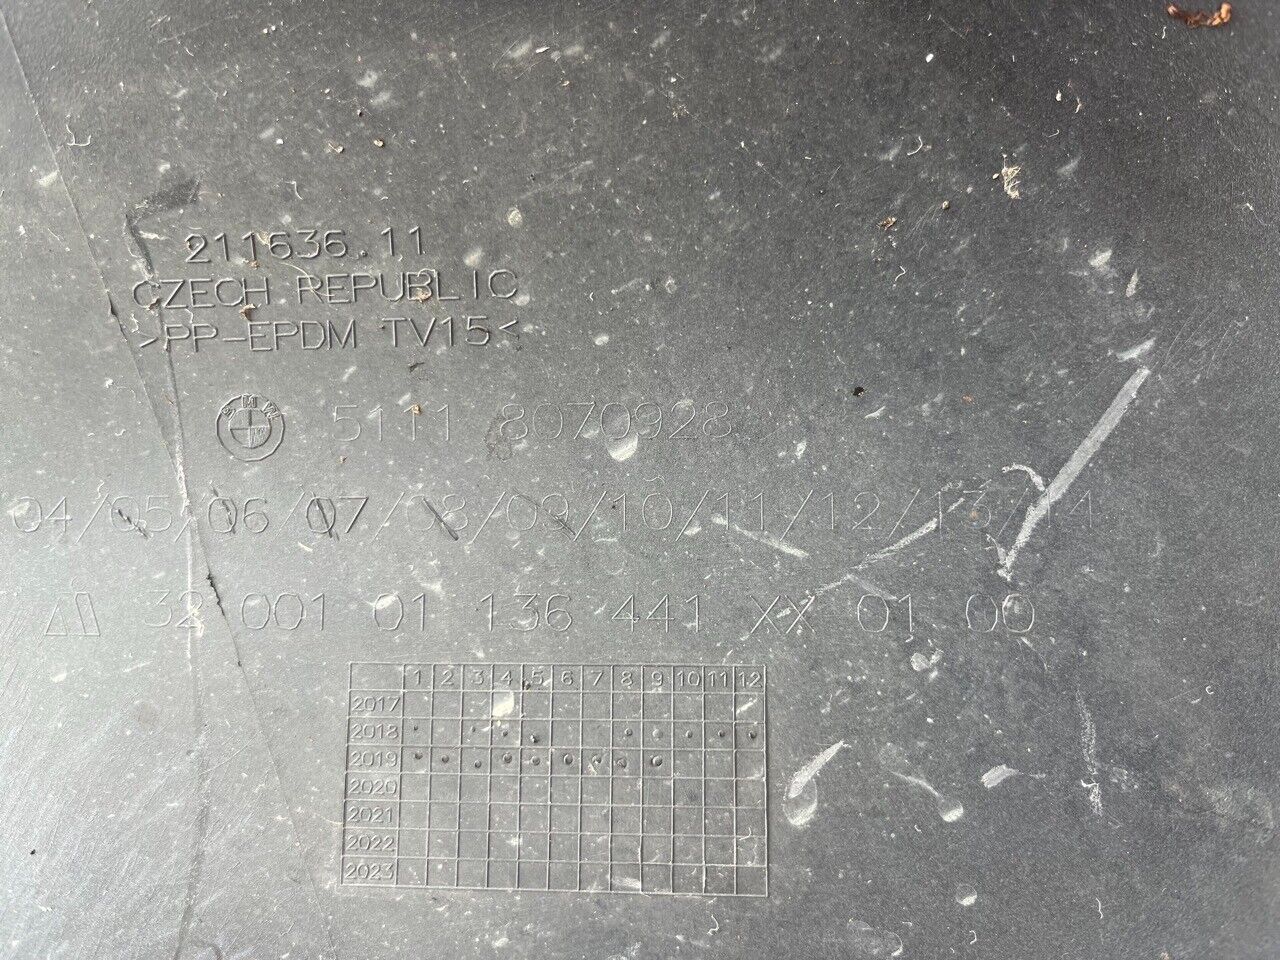 211636.11
CZECH REPUBLIC
>PP-EPDM TV15<
BMW 5111 8070928
04/05/06/07/08/09/10/11/12/13/14
32 001 01 136 441 XX 01 00
1 2 3 4 5 6 7 8 9 10 11 12
2017
2018
2019
2020
2021
2022
2023